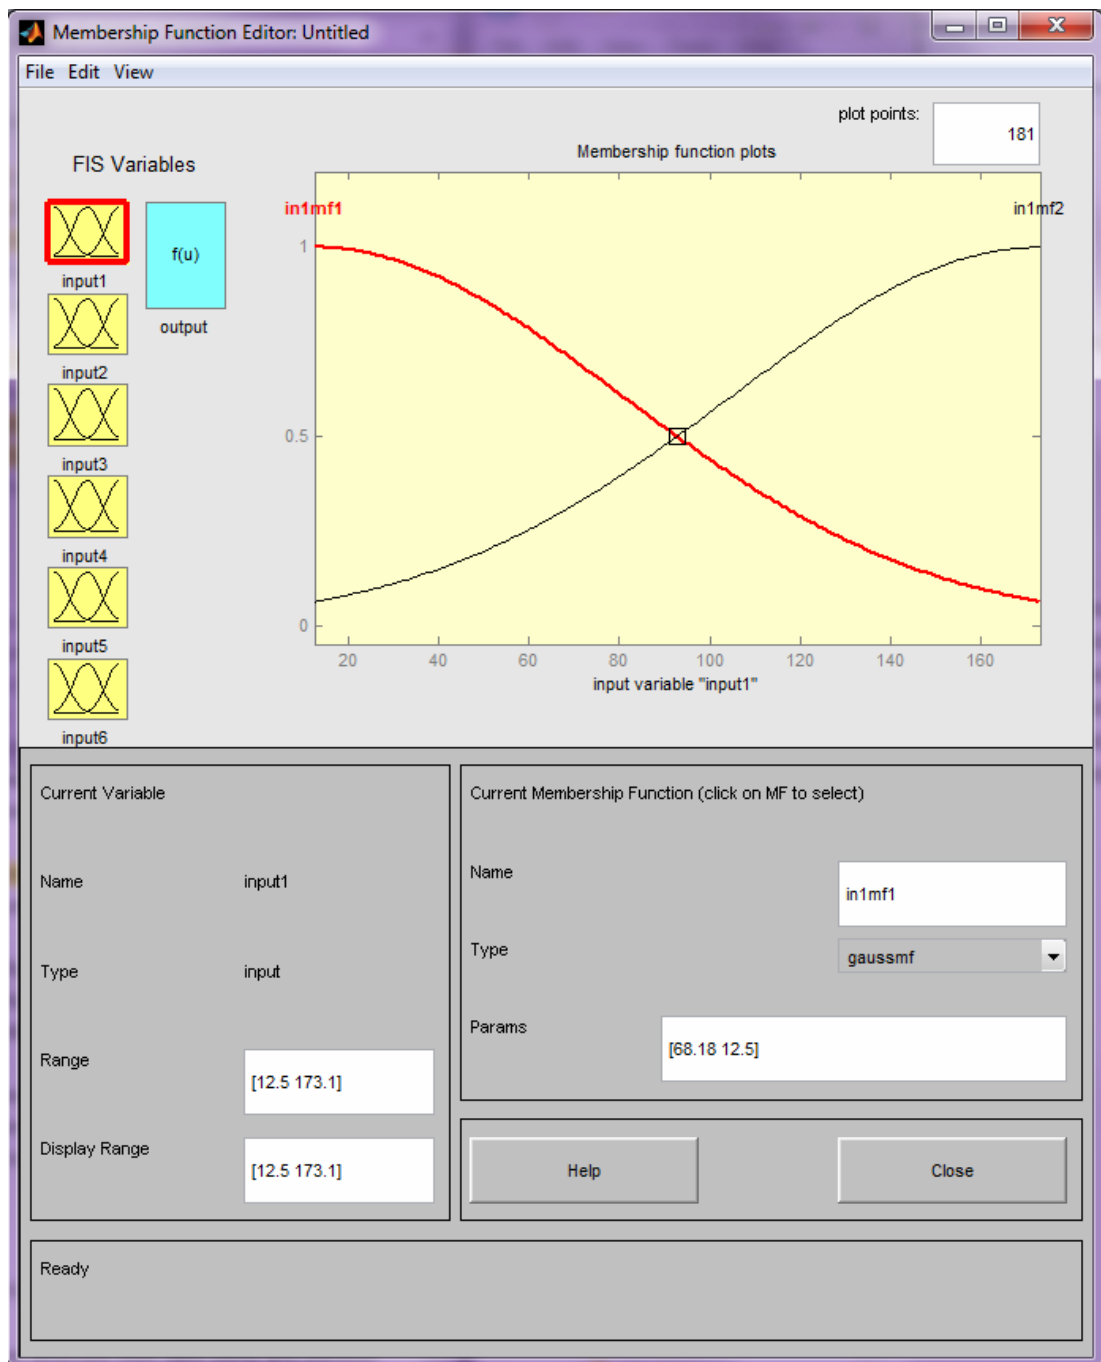 Membership Function Editor: Untitled
File Edit View
plot points:
181
FIS Variables
Membership function plots
in1mf1
in1mf2
f(u)
input1
output
input2
input3
input4
input5
input6
1
0.5
0
20 40 60 80 100 120 140 160
input variable "input1"
Current Variable
Name input1
Type input
Range [12.5 173.1]
Display Range [12.5 173.1]
Current Membership Function (click on MF to select)
Name in1mf1
Type gaussmf
Params [68.18 12.5]
Help Close
Ready